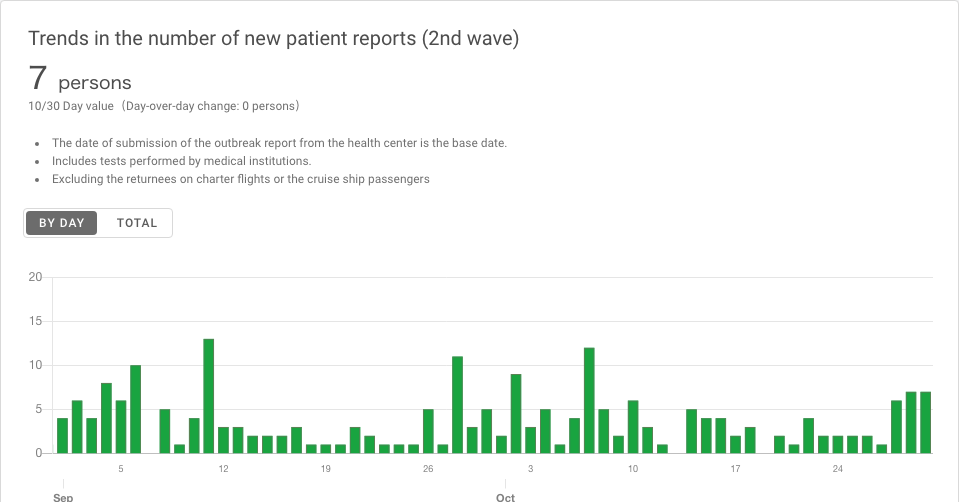 Trends in the number of new patient reports (2nd wave)
7 persons
10/30 Day value (Day-over-day change: 0 persons)
• The date of submission of the outbreak report from the health center is the base date.
• Includes tests performed by medical institutions.
• Excluding the returnees on charter flights or the cruise ship passengers
BY DAY TOTAL
20
15
10
5
0
5 12 19 26 3 10 17 24
Sep Oct